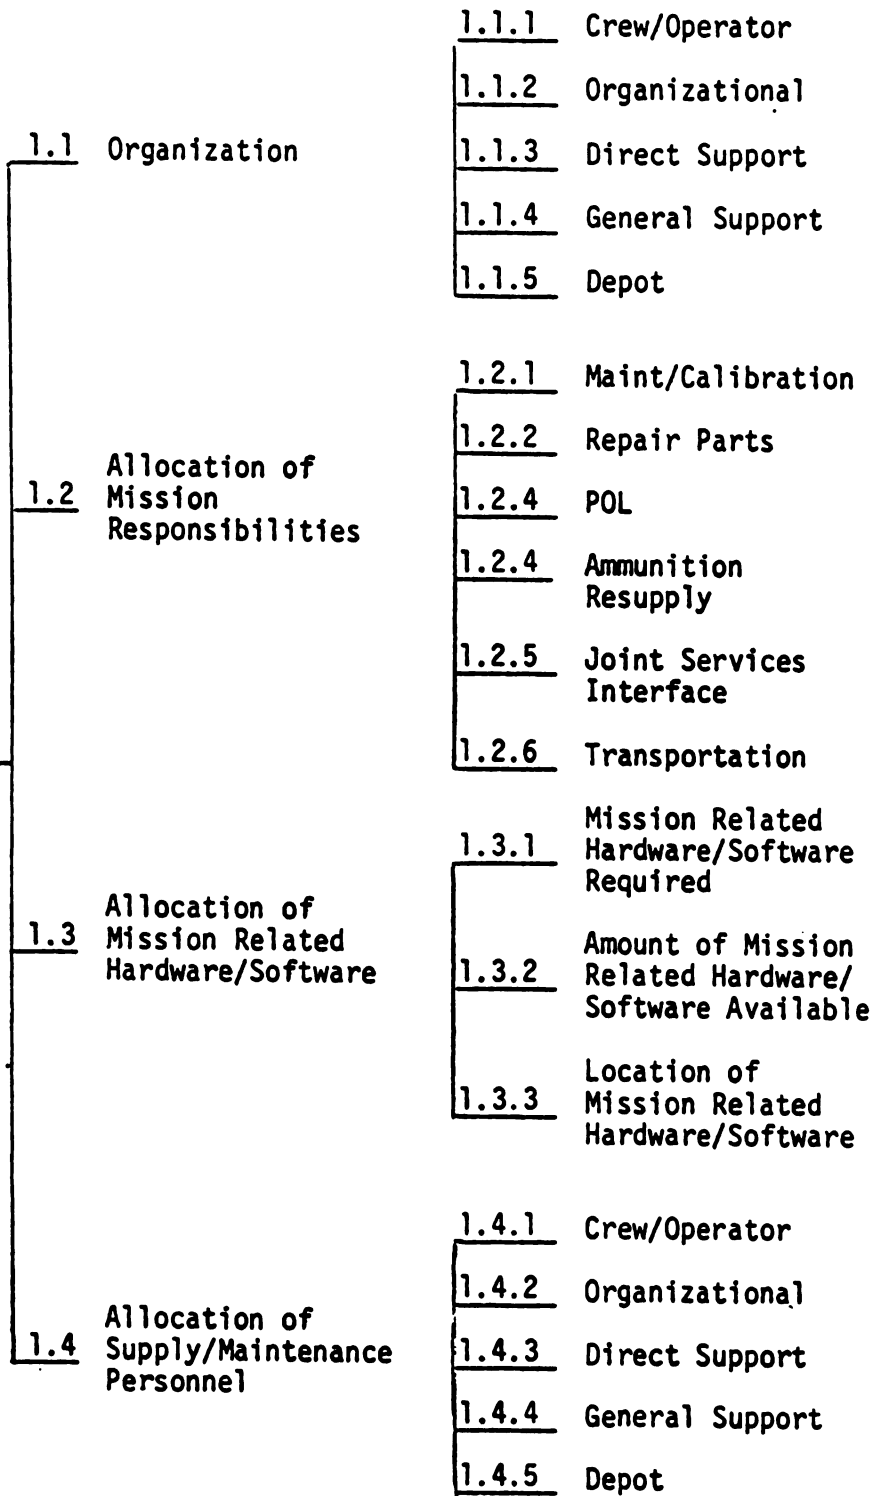 1.1 Organization
1.1.1 Crew/Operator
1.1.2 Organizational
1.1.3 Direct Support
1.1.4 General Support
1.1.5 Depot
1.2 Allocation of
Mission
Responsibilities
1.2.1 Maint/Calibration
1.2.2 Repair Parts
1.2.4 POL
1.2.4 Ammunition
Resupply
1.2.5 Joint Services
Interface
1.2.6 Transportation
1.3 Allocation of
Mission Related
Hardware/Software
1.3.1 Mission Related
Hardware/Software
Required
1.3.2 Amount of Mission
Related Hardware/
Software Available
1.3.3 Location of
Mission Related
Hardware/Software
1.4 Allocation of
Supply/Maintenance
Personnel
1.4.1 Crew/Operator
1.4.2 Organizational
1.4.3 Direct Support
1.4.4 General Support
1.4.5 Depot